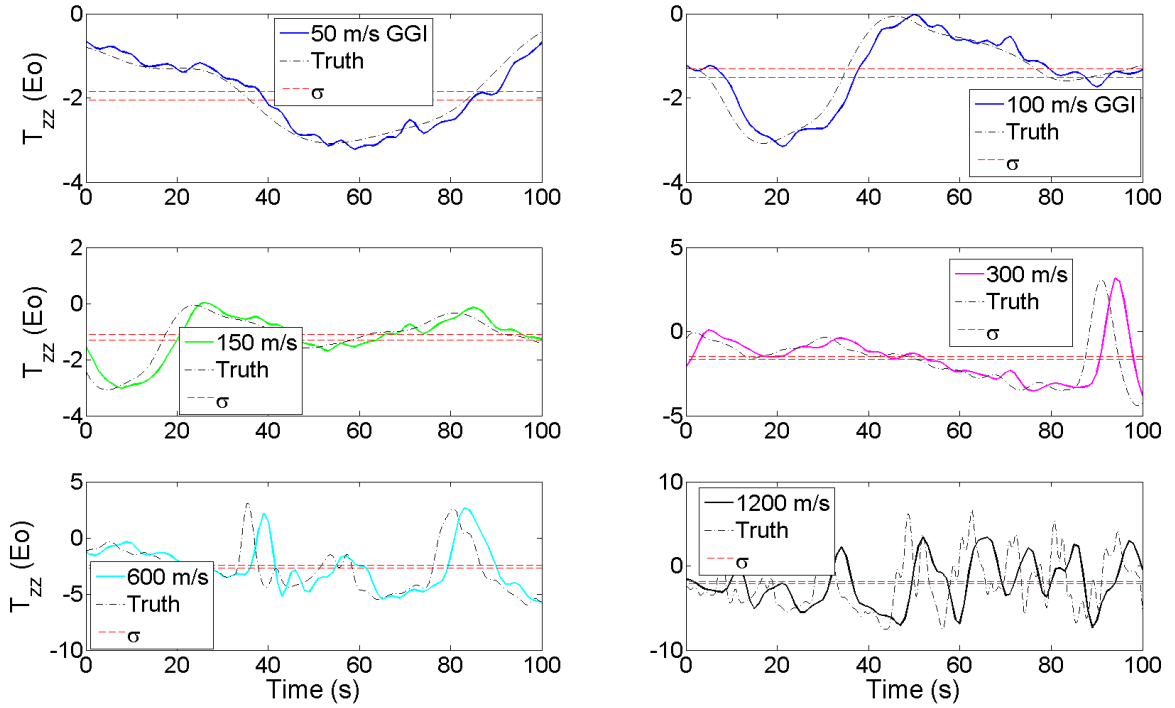 0
-2
-4
0 20 40 60 80 100
T_zz (Eo)
50 m/s GGI
Truth
σ
0
-2
-4
0 20 40 60 80 100
100 m/s GGI
Truth
σ
2
0
-2
-4
0 20 40 60 80 100
T_zz (Eo)
150 m/s
Truth
σ
5
0
-5
0 20 40 60 80 100
300 m/s
Truth
σ
5
0
-5
-10
0 20 40 60 80 100
T_zz (Eo)
Time (s)
600 m/s
Truth
σ
10
0
-10
0 20 40 60 80 100
Time (s)
1200 m/s
Truth
σ